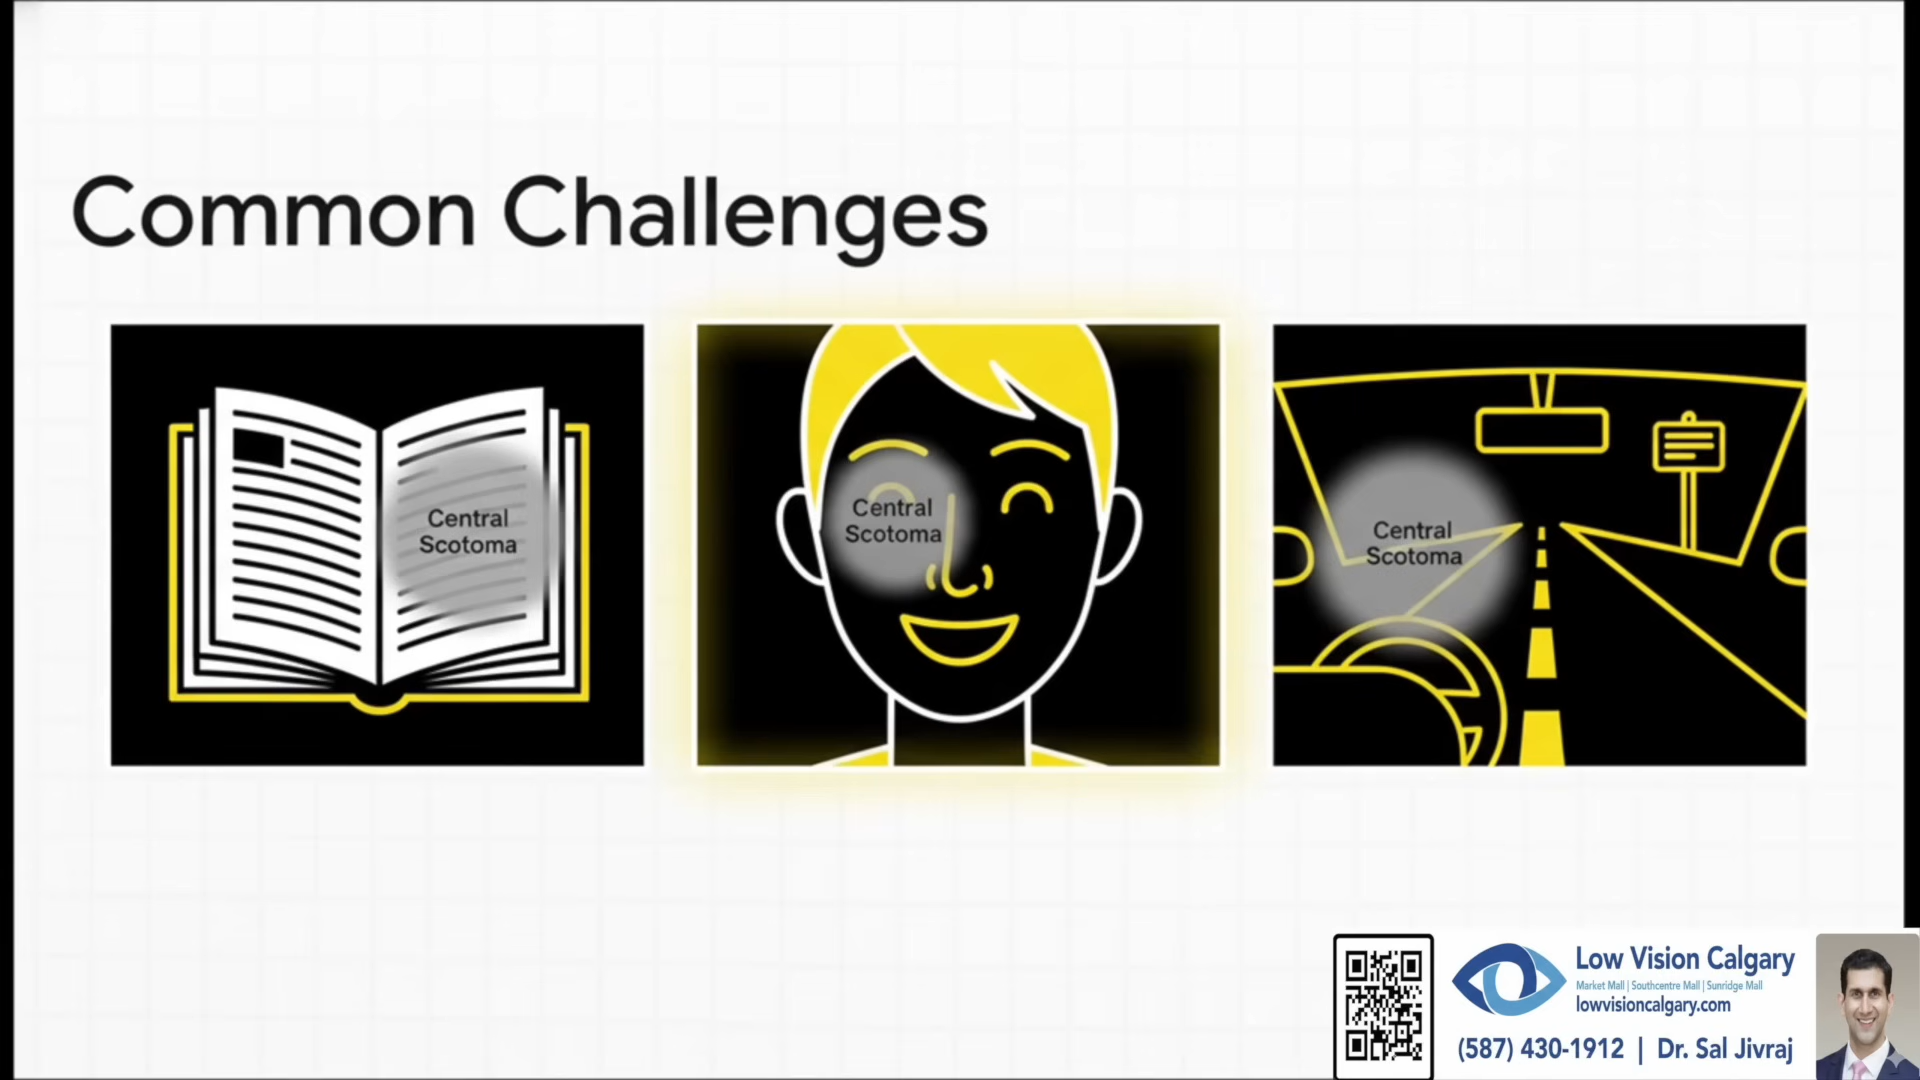 Common Challenges
Central
Scotoma
Central
Scotoma
Central
Scotoma
Low Vision Calgary
Market Mall | Southcentre Mall | Sunridge Mall
lowvisioncalgary.com
(587) 430-1912 | Dr. Sal Jivraj